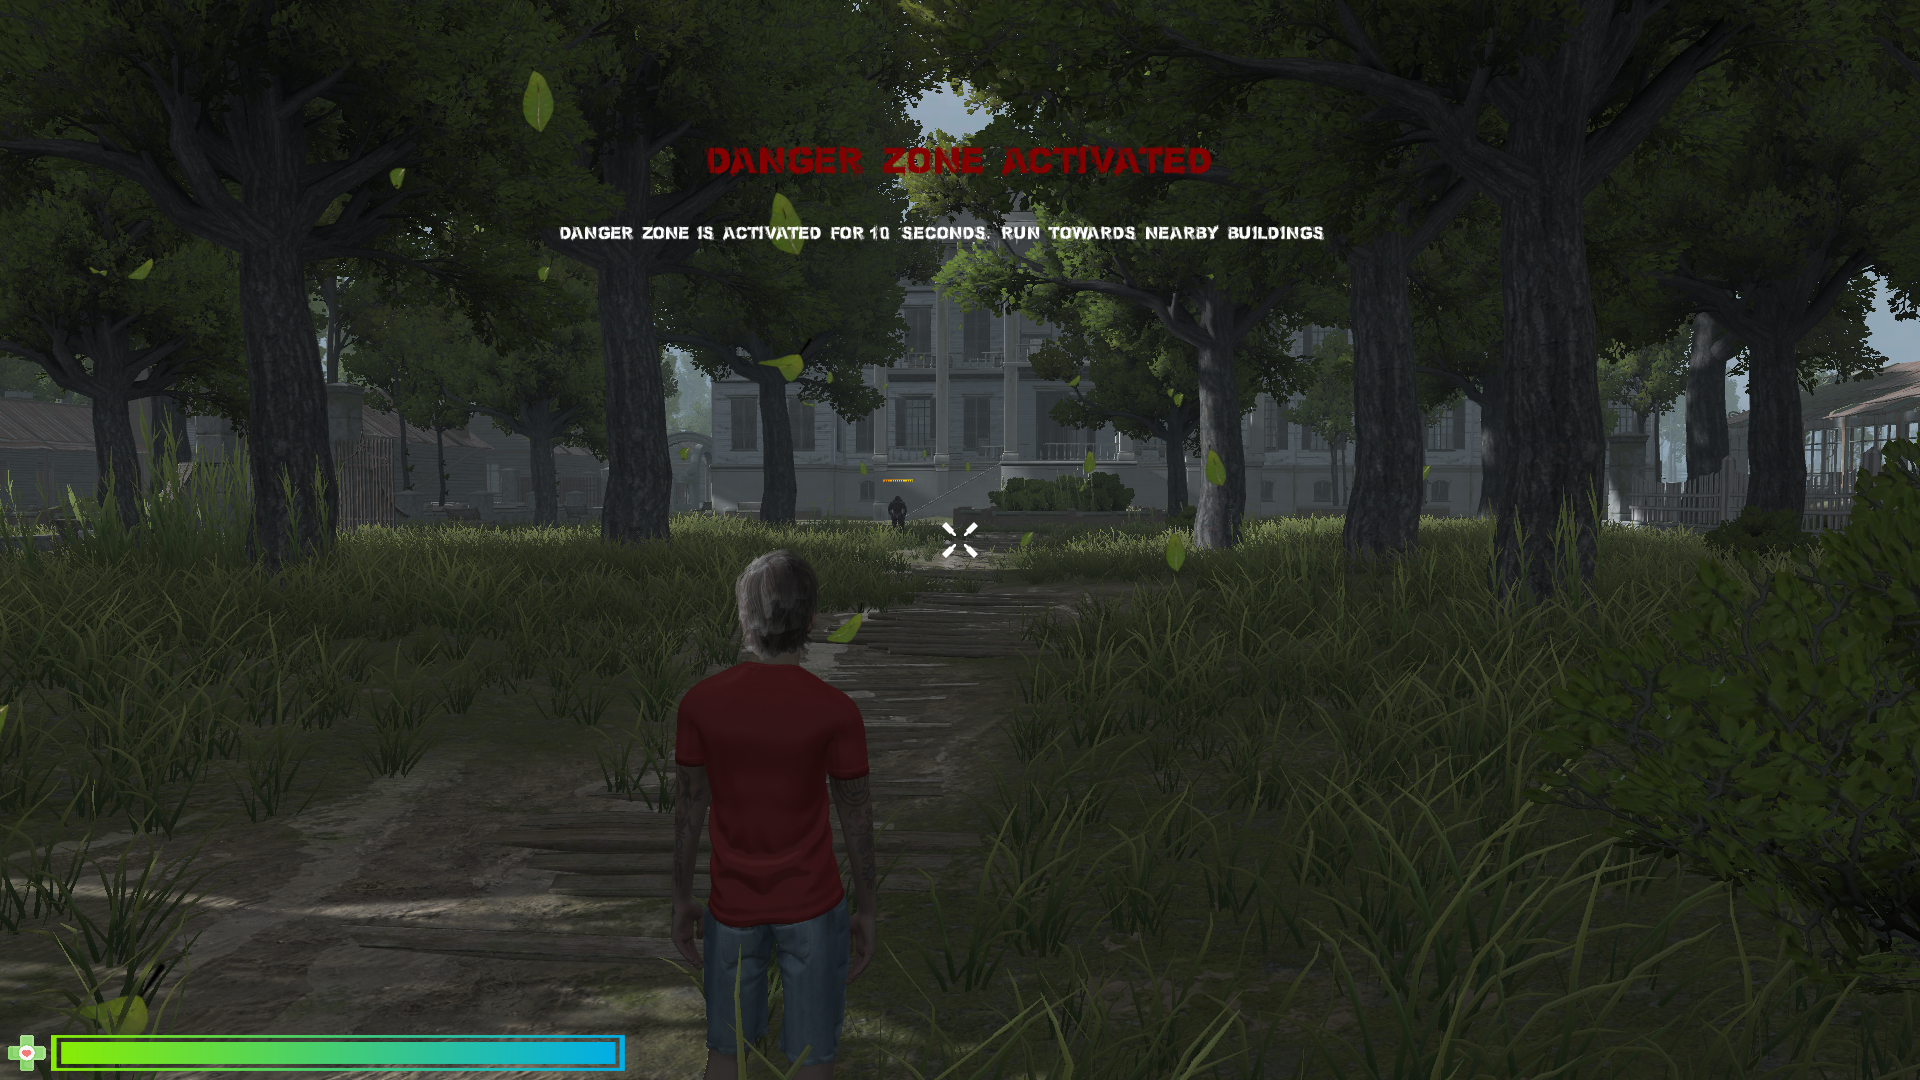 DANGER ZONE ACTIVATED
DANGER ZONE IS ACTIVATED FOR 10 SECONDS. RUN TOWARDS NEARBY BUILDINGS